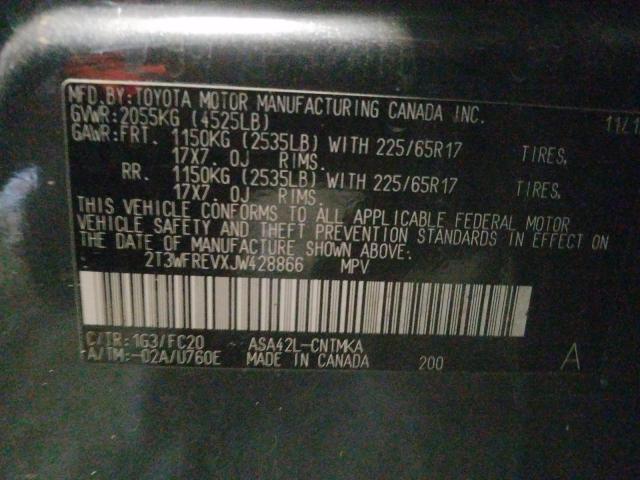 MFD. BY: TOYOTA MOTOR MANUFACTURING CANADA INC. 11/1
GVWR: 2055KG (4525LB)
GAWR: FRT. 1150KG (2535LB) WITH 225/65R17 TIRES,
17X7. 0J RIMS.
RR. 1150KG (2535LB) WITH 225/65R17 TIRES,
17X7. 0J RIMS.
THIS VEHICLE CONFORMS TO ALL APPLICABLE FEDERAL MOTOR
VEHICLE SAFETY AND THEFT PREVENTION STANDARDS IN EFFECT ON
THE DATE OF MANUFACTURE SHOWN ABOVE.
2T3WFREVXJW428866 MPV
C/TR: 1G3/FC20 ASA42L-CNTMKA
A/TM: -02A/U760E MADE IN CANADA 200 A